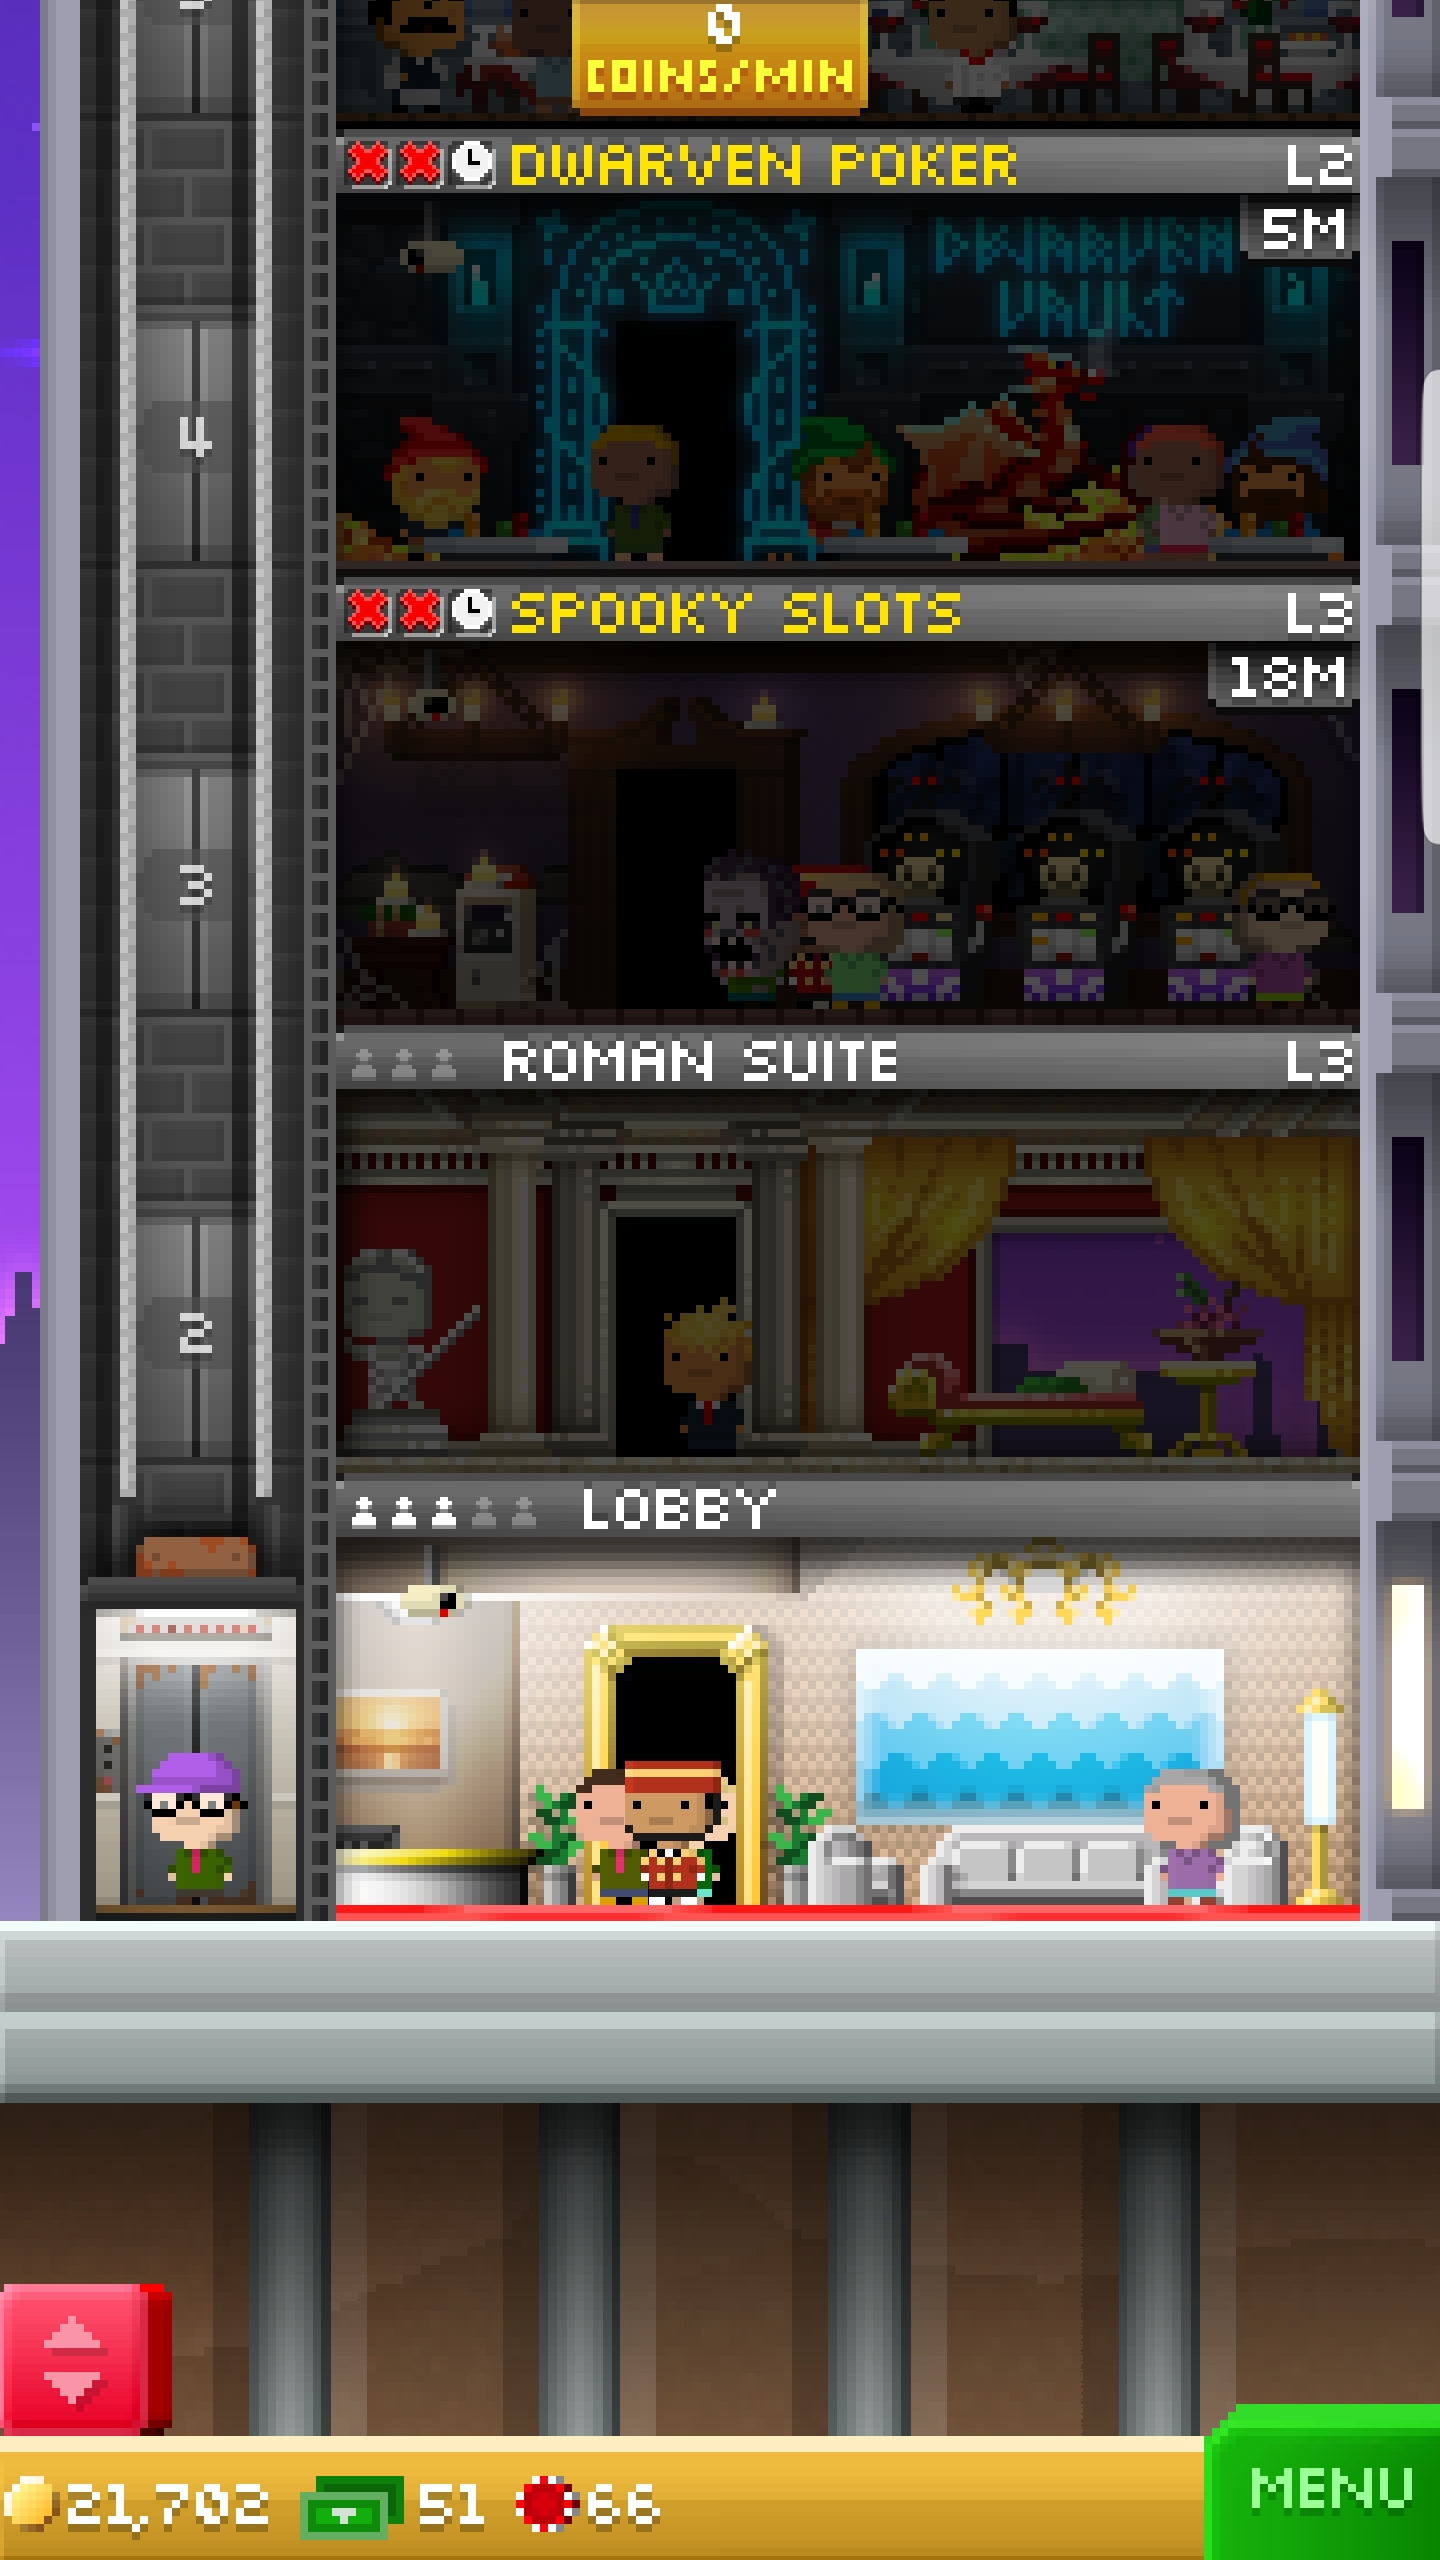 0
COINS/MIN
DWARVEN POKER L2
5M
DWARVEN
VAULT
4
SPOOKY SLOTS L3
18M
3
ROMAN SUITE L3
2
LOBBY
21,702 51 66
MENU